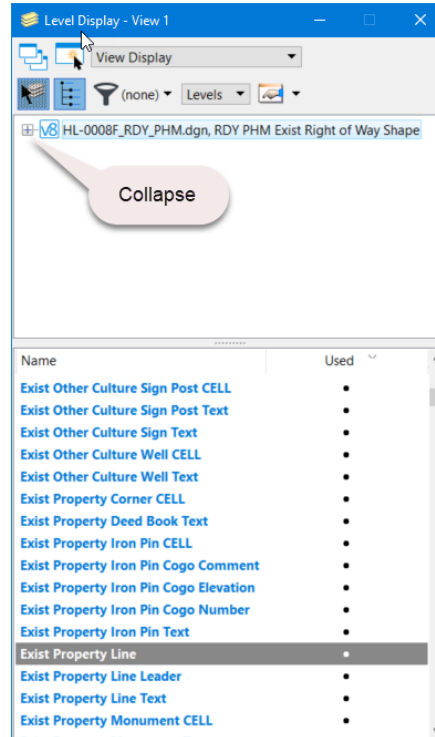 Level Display - View 1
View Display
(none) Levels
V8 HL-0008F_RDY_PHM.dgn, RDY PHM Exist Right of Way Shape
Collapse
Name Used
Exist Other Culture Sign Post CELL
Exist Other Culture Sign Post Text
Exist Other Culture Sign Text
Exist Other Culture Well CELL
Exist Other Culture Well Text
Exist Property Corner CELL
Exist Property Deed Book Text
Exist Property Iron Pin CELL
Exist Property Iron Pin Cogo Comment
Exist Property Iron Pin Cogo Elevation
Exist Property Iron Pin Cogo Number
Exist Property Iron Pin Text
Exist Property Line
Exist Property Line Leader
Exist Property Line Text
Exist Property Monument CELL